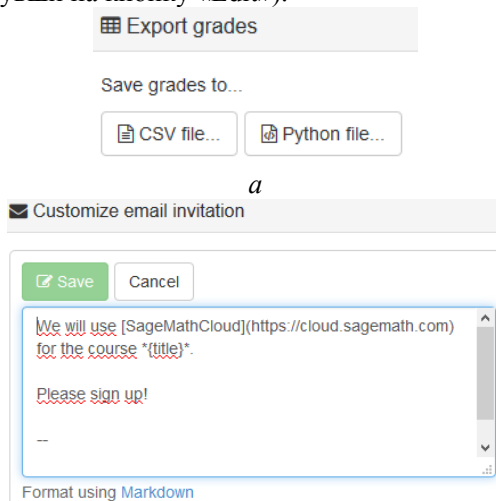 Export grades
Save grades to...
CSV file... Python file...
a
Customize email invitation
Save Cancel
We will use [SageMathCloud](https://cloud.sagemath.com)
for the course *{title}*.
Please sign up!
--
Format using Markdown